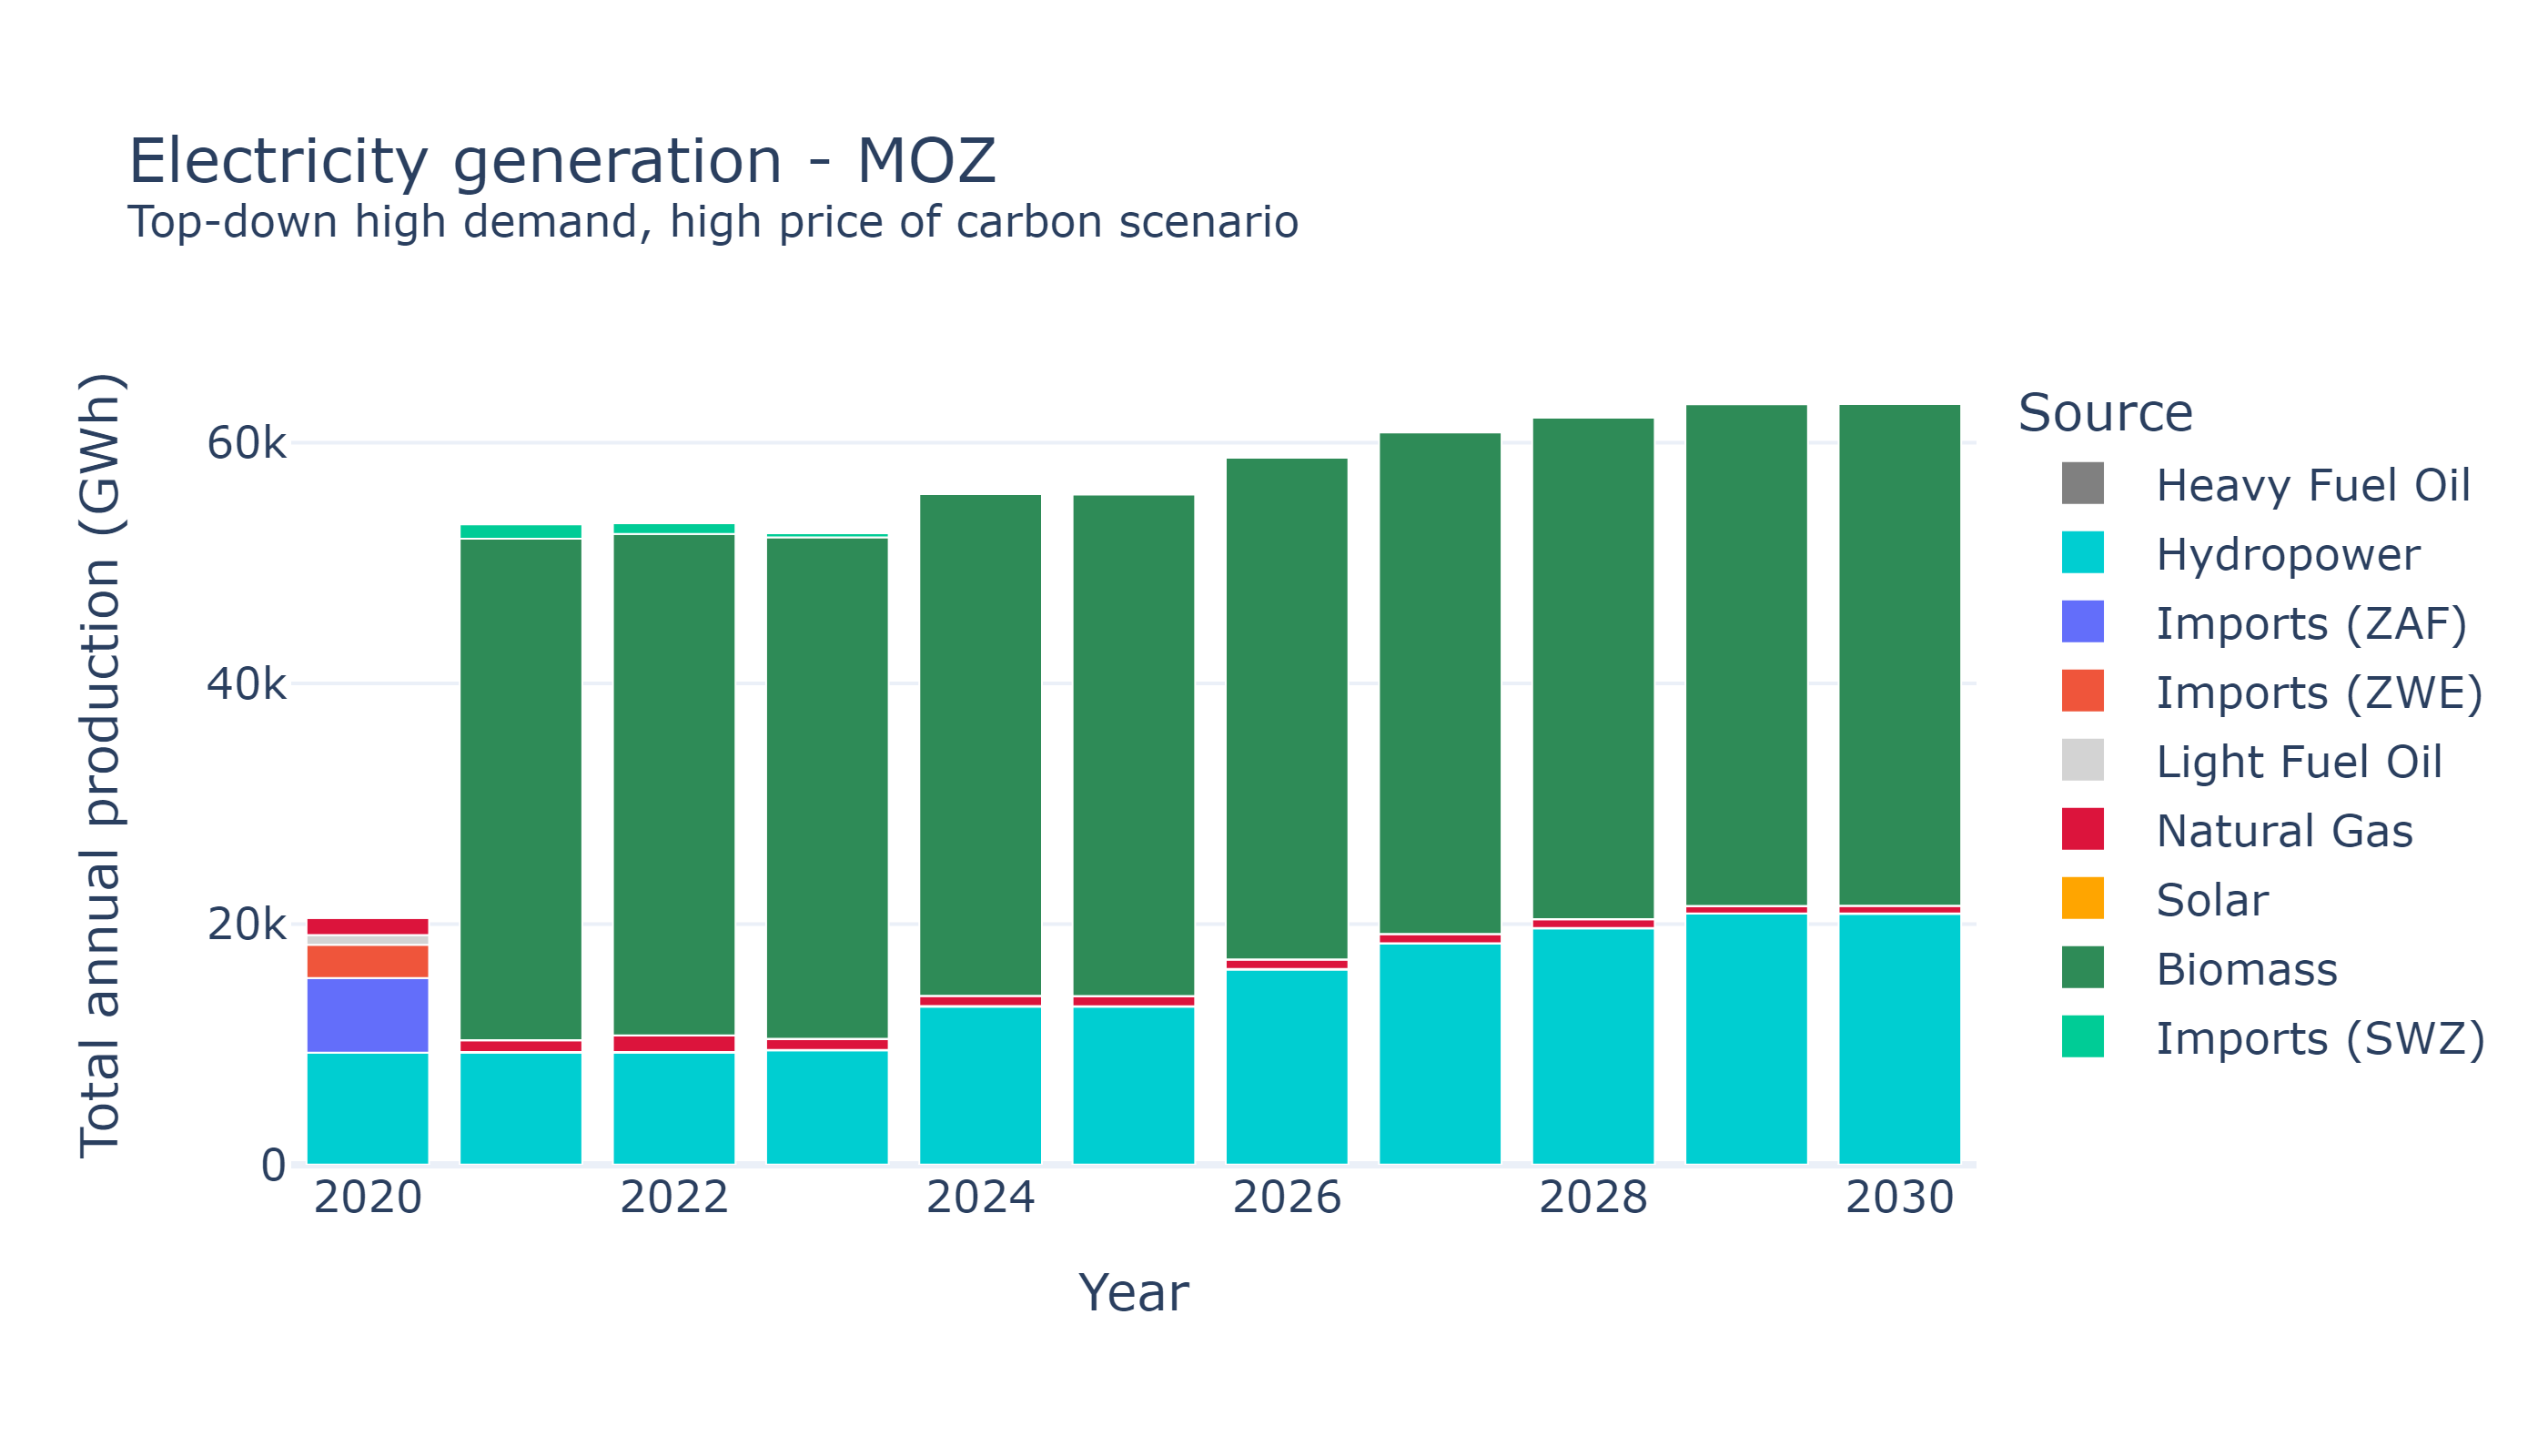 Electricity generation - MOZ
Top-down high demand, high price of carbon scenario
Total annual production (GWh)
60k
40k
20k
0
2020
2022
2024
2026
2028
2030
Year
Source
Heavy Fuel Oil
Hydropower
Imports (ZAF)
Imports (ZWE)
Light Fuel Oil
Natural Gas
Solar
Biomass
Imports (SWZ)